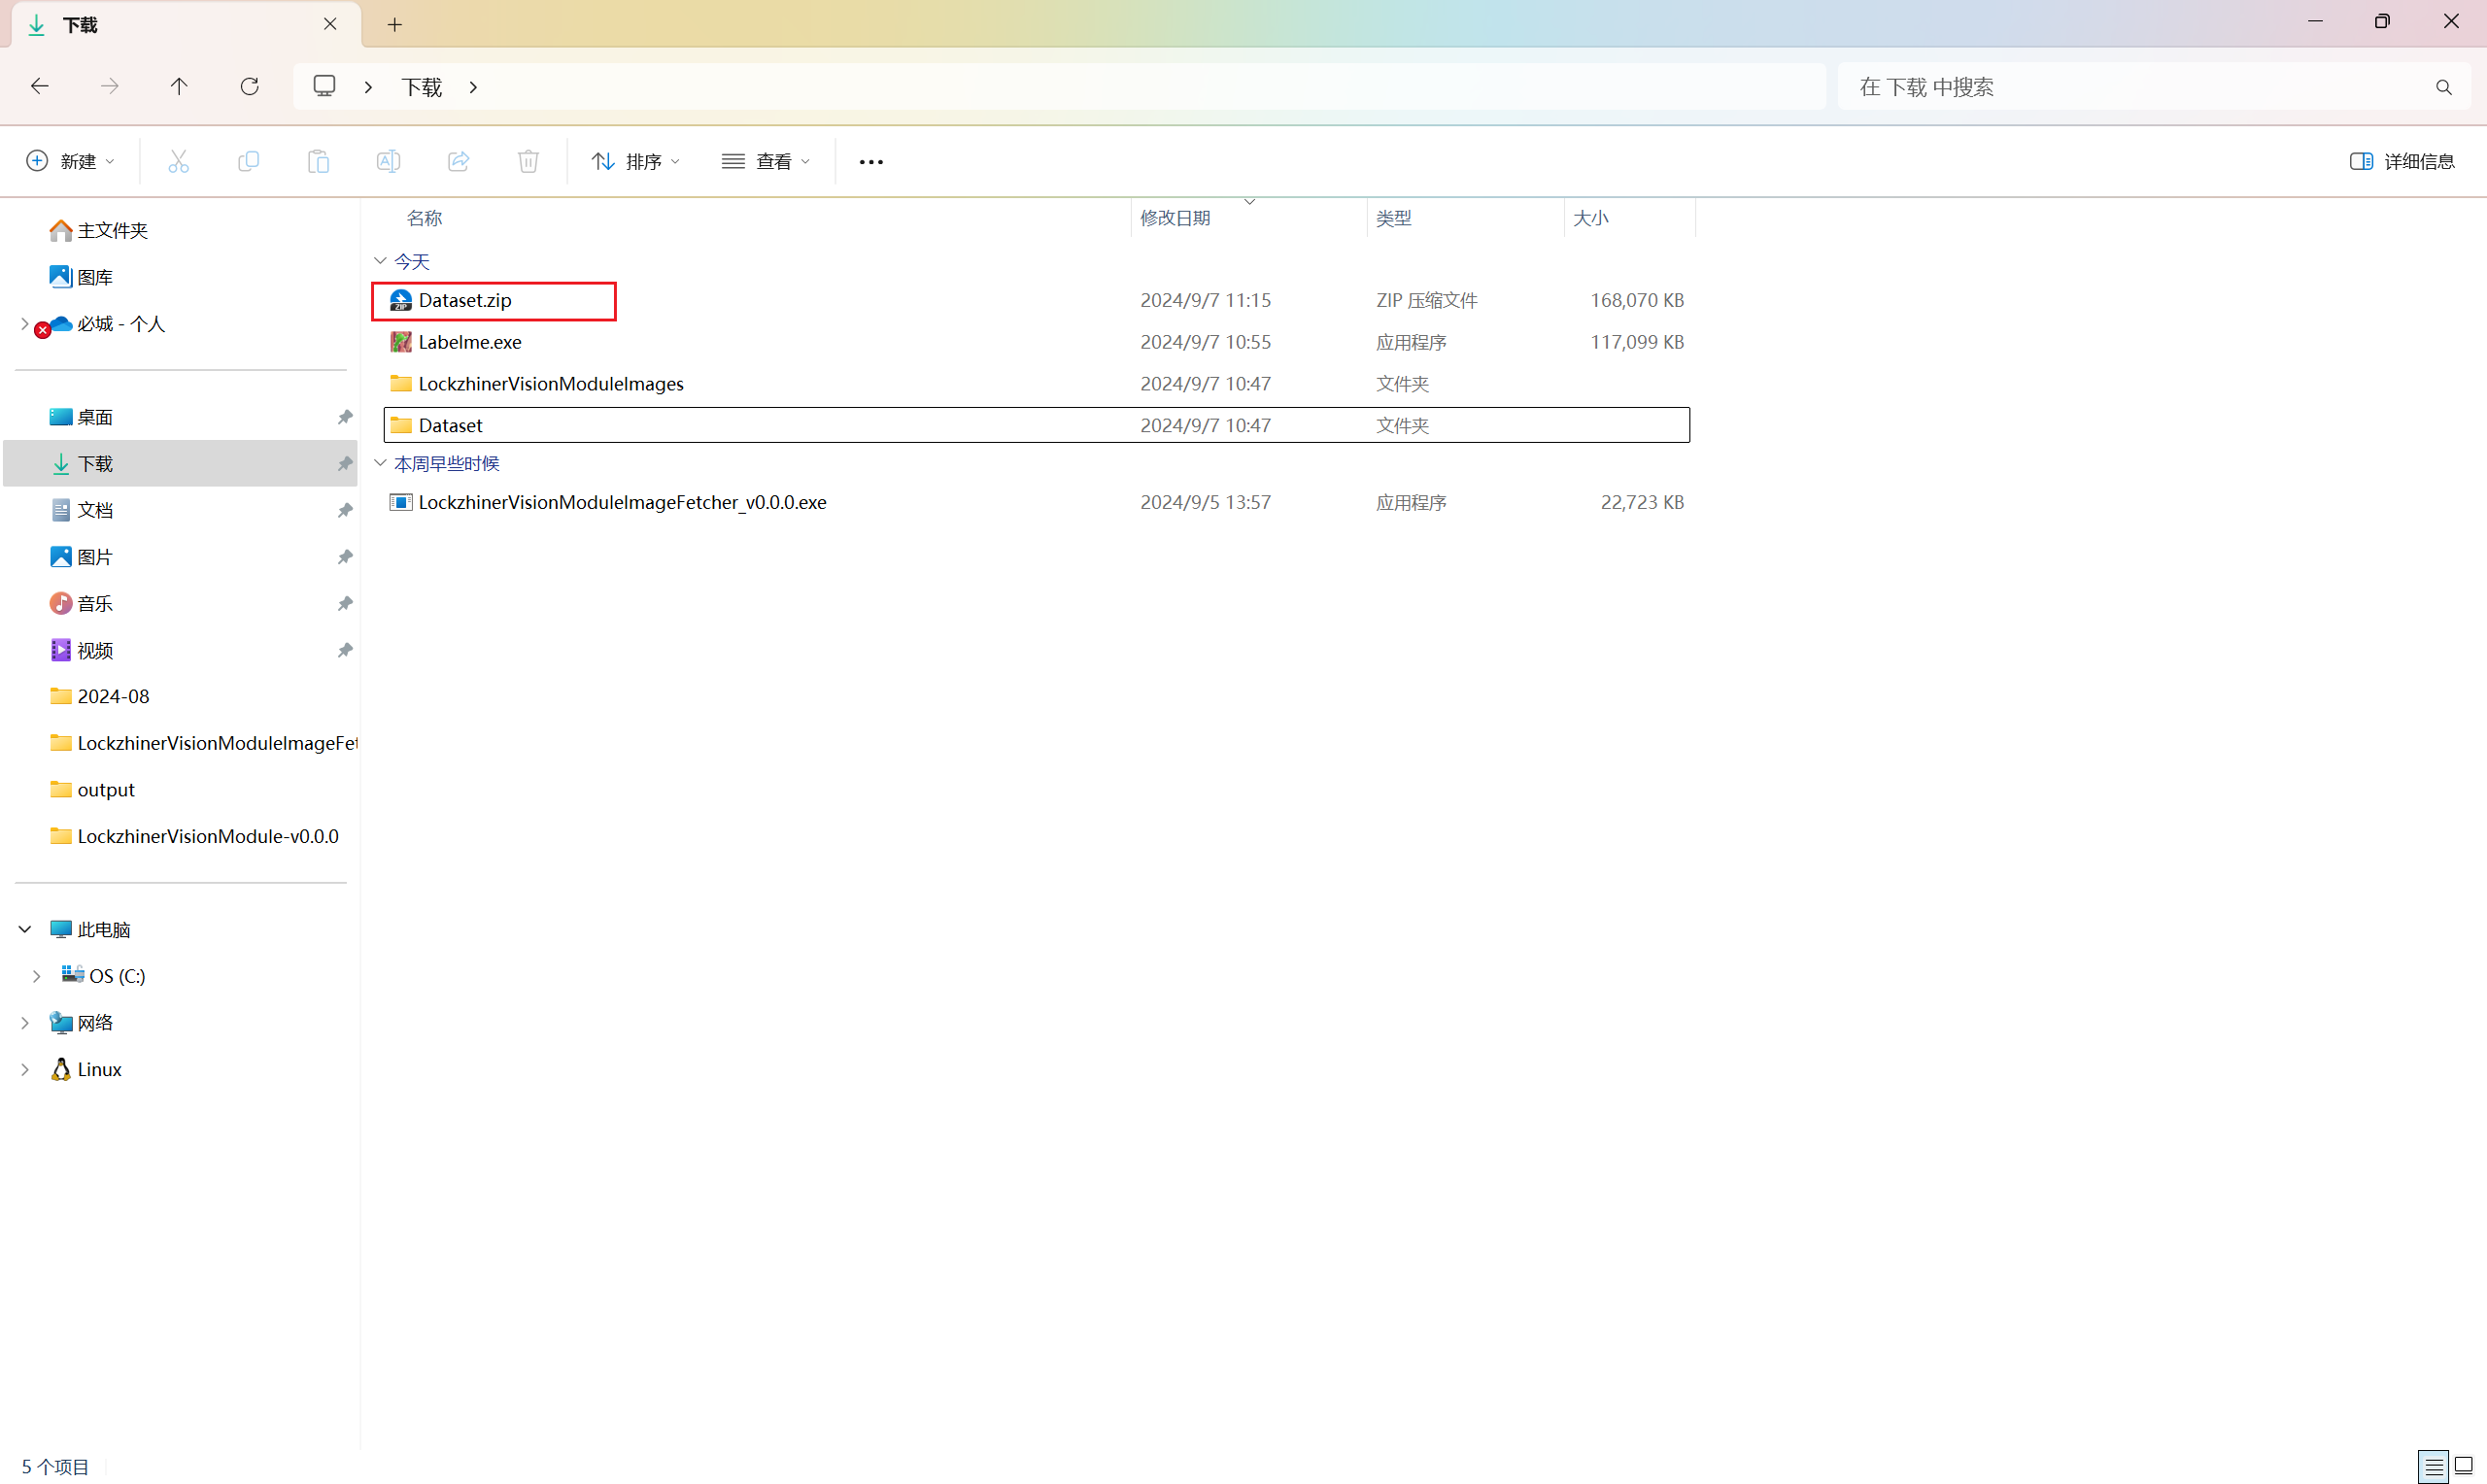 下载
下载
在 下载 中搜索
新建
排序
查看
详细信息
名称 修改日期 类型 大小
今天
Dataset.zip 2024/9/7 11:15 ZIP 压缩文件 168,070 KB
Labelme.exe 2024/9/7 10:55 应用程序 117,099 KB
LockzhinerVisionModuleImages 2024/9/7 10:47 文件夹
Dataset 2024/9/7 10:47 文件夹
本周早些时候
LockzhinerVisionModuleImageFetcher_v0.0.0.exe 2024/9/5 13:57 应用程序 22,723 KB
主文件夹
图库
必城 - 个人
桌面
下载
文档
图片
音乐
视频
2024-08
LockzhinerVisionModuleImageFet
output
LockzhinerVisionModule-v0.0.0
此电脑
OS (C:)
网络
Linux
5 个项目